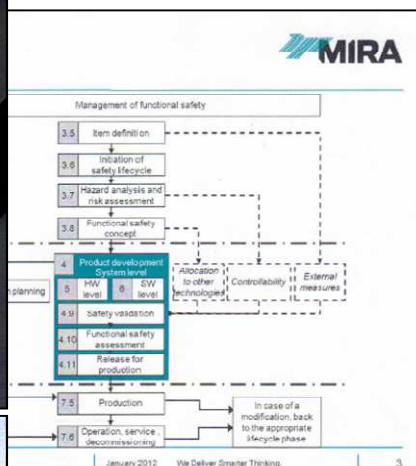 MIRA
Management of functional safety
3.5 Item definition
3.6 Initiation of
safety lifecycle
3.7 Hazard analysis and
risk assessment
3.8 Functional safety
concept
4 Product development
System level
planning
5 HW
level
6 SW
level
Allocation
to other
technologies
Controllability
External
measures
4.9 Safety validation
4.10 Functional safety
assessment
4.11 Release for
production
7.5 Production
In case of a
modification, back
to the appropriate
lifecycle phase
7.6 Operation, service,
decommissioning
January 2012 We Deliver Smarter Thinking. 3